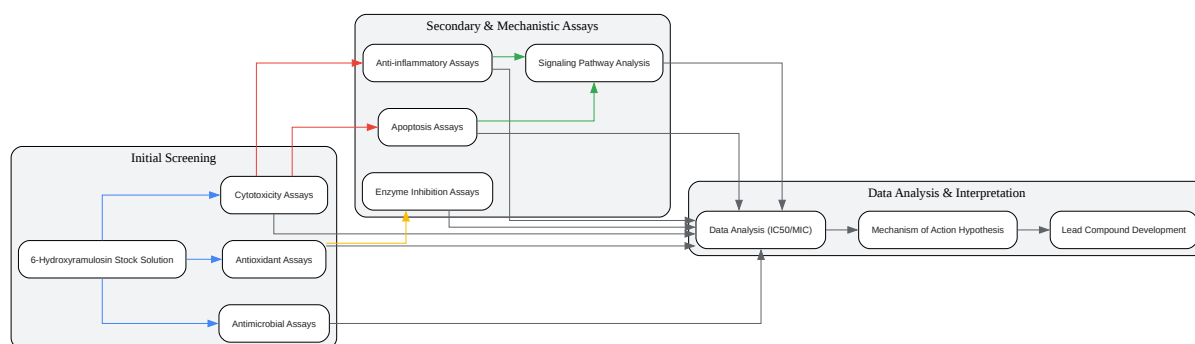 Secondary & Mechanistic Assays
Anti-inflammatory Assays
Signaling Pathway Analysis
Apoptosis Assays
Enzyme Inhibition Assays
Initial Screening
Cytotoxicity Assays
6-Hydroxyramulosin Stock Solution
Antioxidant Assays
Antimicrobial Assays
Data Analysis & Interpretation
Data Analysis (IC50/MIC)
Mechanism of Action Hypothesis
Lead Compound Development